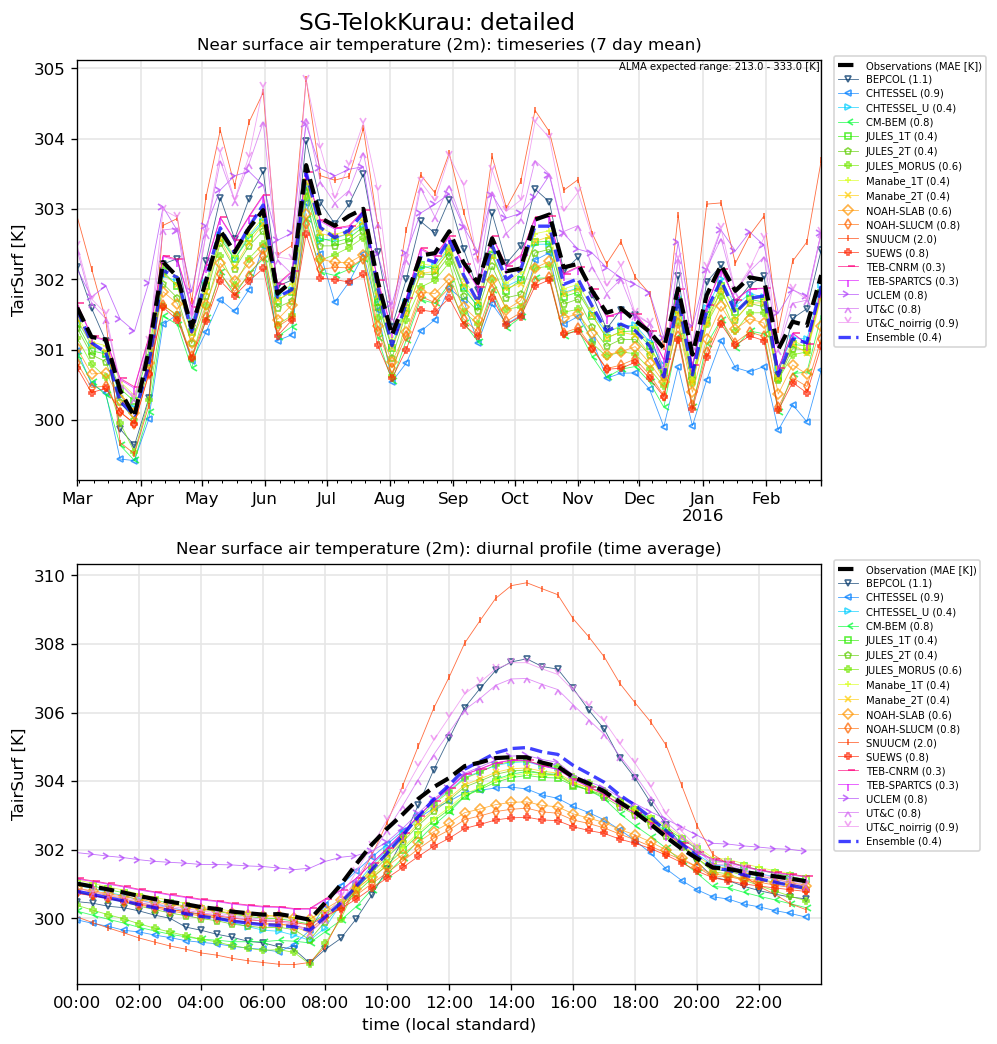 SG-TelokKurau: detailed
Near surface air temperature (2m): timeseries (7 day mean)
ALMA expected range: 213.0 - 333.0 [K]
TairSurf [K]
305
304
303
302
301
300
Mar Apr May Jun Jul Aug Sep Oct Nov Dec Jan Feb
2016
Observations (MAE [K])
BEPCOL (1.1)
CHTESSEL (0.9)
CHTESSEL_U (0.4)
CM-BEM (0.8)
JULES_1T (0.4)
JULES_2T (0.4)
JULES_MORUS (0.6)
Manabe_1T (0.4)
Manabe_2T (0.4)
NOAH-SLAB (0.6)
NOAH-SLUCM (0.8)
SNUUCM (2.0)
SUEWS (0.8)
TEB-CNRM (0.3)
TEB-SPARTCS (0.3)
UCLEM (0.8)
UT&C (0.8)
UT&C_noirrig (0.9)
Ensemble (0.4)
Near surface air temperature (2m): diurnal profile (time average)
TairSurf [K]
310
308
306
304
302
300
00:00 02:00 04:00 06:00 08:00 10:00 12:00 14:00 16:00 18:00 20:00 22:00
time (local standard)
Observation (MAE [K])
BEPCOL (1.1)
CHTESSEL (0.9)
CHTESSEL_U (0.4)
CM-BEM (0.8)
JULES_1T (0.4)
JULES_2T (0.4)
JULES_MORUS (0.6)
Manabe_1T (0.4)
Manabe_2T (0.4)
NOAH-SLAB (0.6)
NOAH-SLUCM (0.8)
SNUUCM (2.0)
SUEWS (0.8)
TEB-CNRM (0.3)
TEB-SPARTCS (0.3)
UCLEM (0.8)
UT&C (0.8)
UT&C_noirrig (0.9)
Ensemble (0.4)